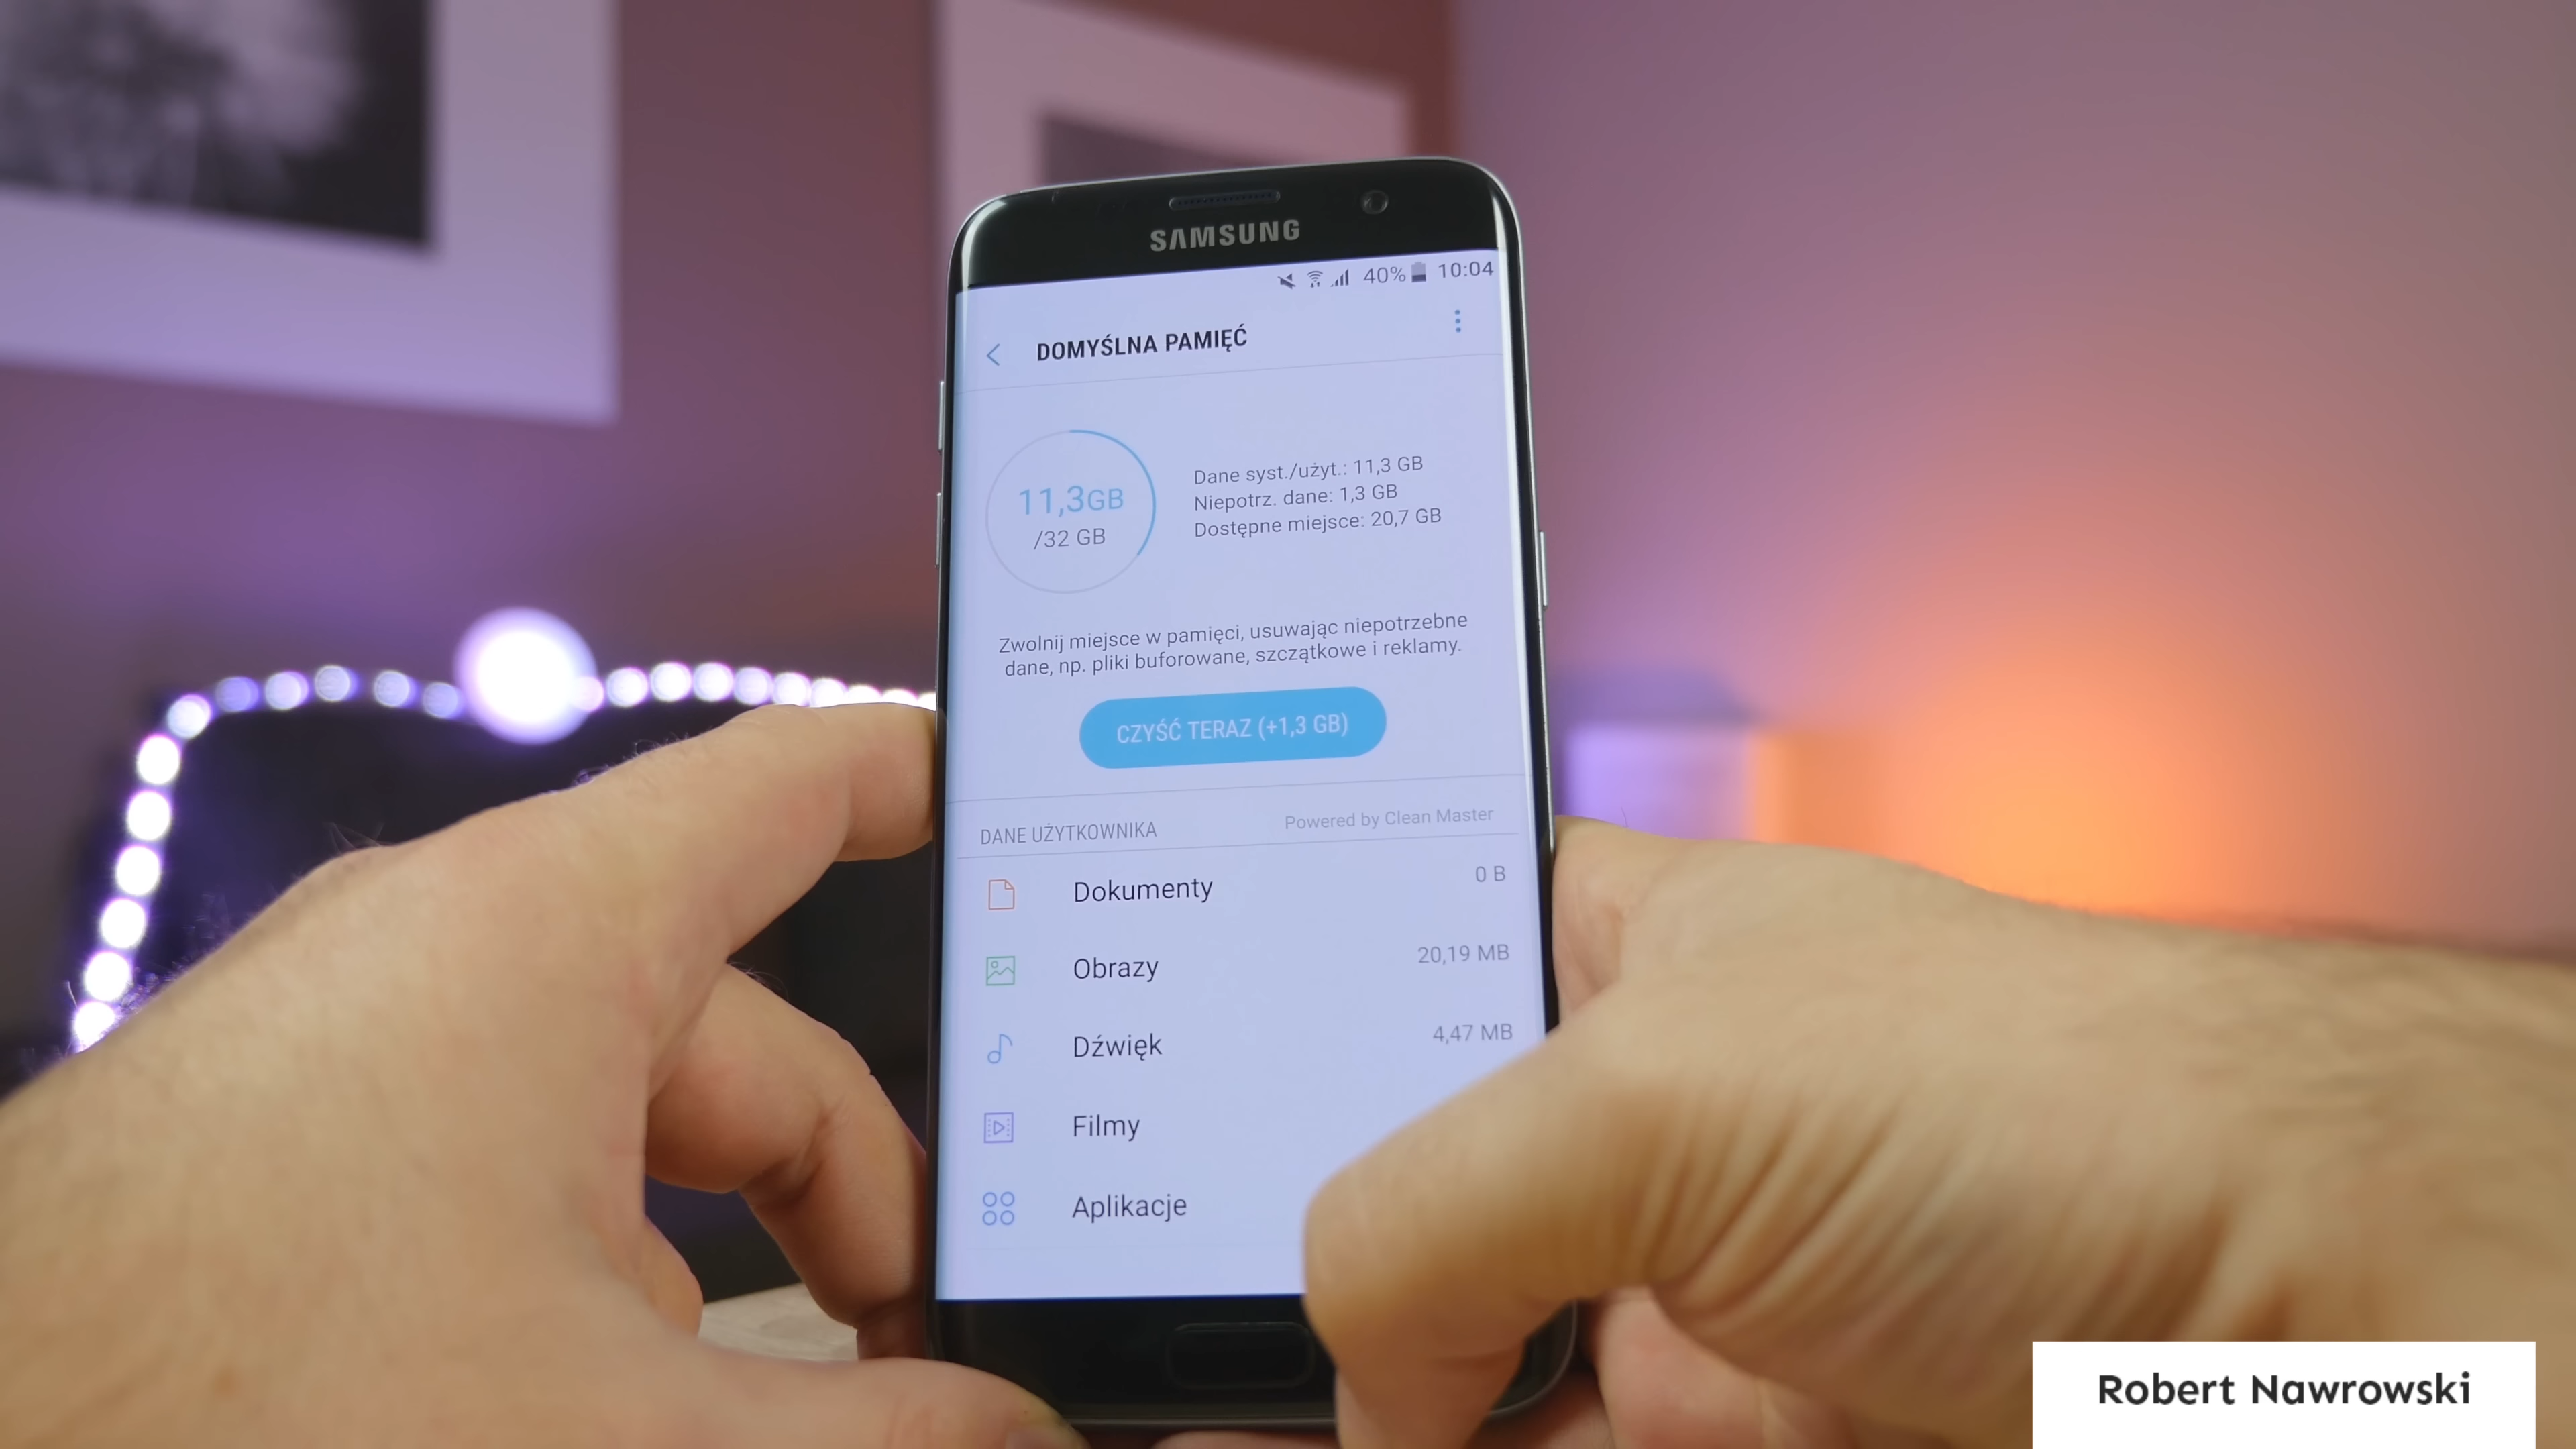 SAMSUNG
40% 10:04
DOMYŚLNA PAMIĘĆ
11,3GB
/32 GB
Dane syst./użyt.: 11,3 GB
Niepotrz. dane: 1,3 GB
Dostępne miejsce: 20,7 GB
Zwolnij miejsce w pamięci, usuwając niepotrzebne
dane, np. pliki buforowane, szczątkowe i reklamy.
CZYŚĆ TERAZ (+1,3 GB)
DANE UŻYTKOWNIKA Powered by Clean Master
Dokumenty 0 B
Obrazy 20,19 MB
Dźwięk 4,47 MB
Filmy
Aplikacje
Robert Nawrowski